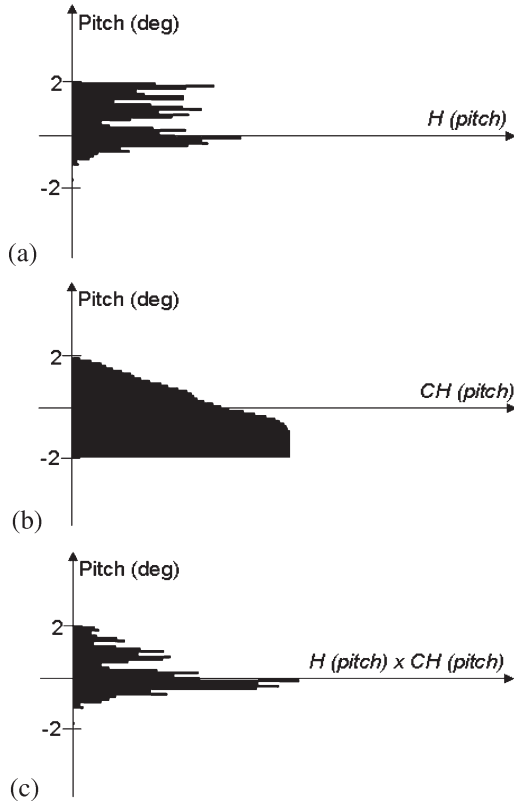 Pitch (deg)
2
H (pitch)
-2
(a)
Pitch (deg)
2
CH (pitch)
-2
(b)
Pitch (deg)
2
H (pitch) x CH (pitch)
-2
(c)